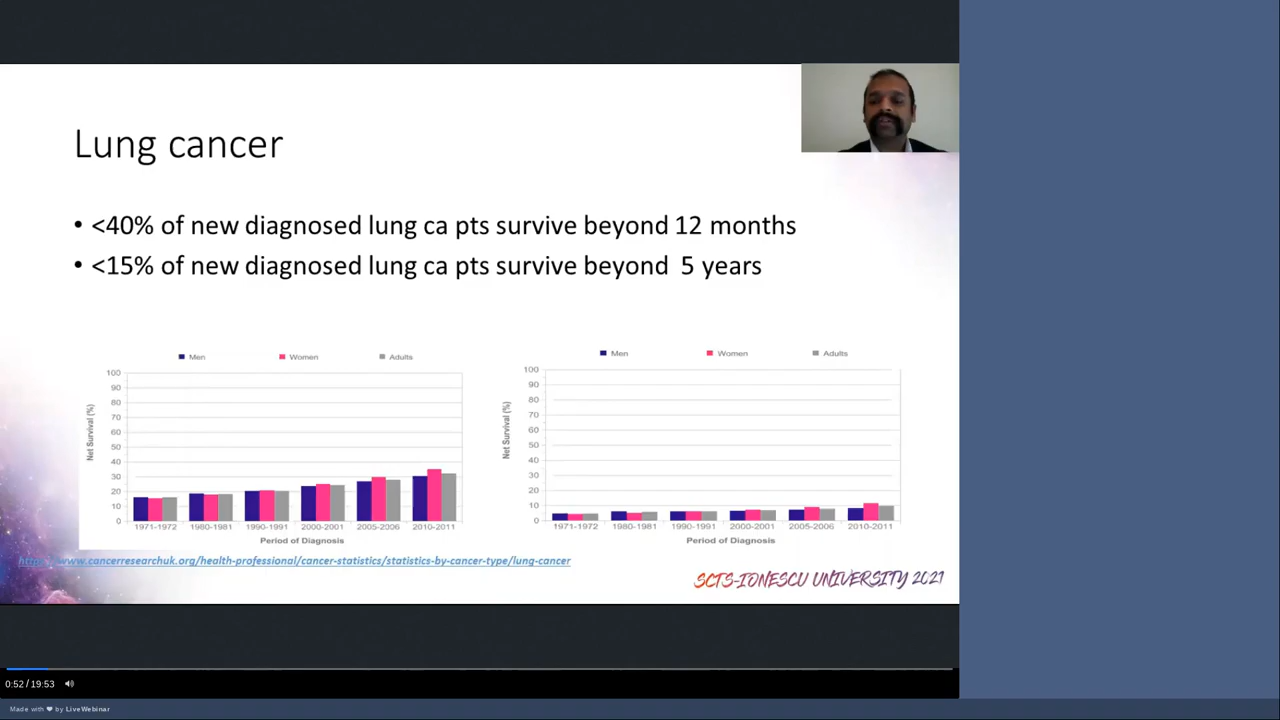 Lung cancer
• <40% of new diagnosed lung ca pts survive beyond 12 months
• <15% of new diagnosed lung ca pts survive beyond 5 years
Men Women Adults
100
90
80
70
60
50
40
30
20
10
0
Net Survival (%)
1971-1972 1980-1981 1990-1991 2000-2001 2005-2006 2010-2011
Period of Diagnosis
Men Women Adults
100
90
80
70
60
50
40
30
20
10
0
Net Survival (%)
1971-1972 1980-1981 1990-1991 2000-2001 2005-2006 2010-2011
Period of Diagnosis
www.cancerresearchuk.org/health-professional/cancer-statistics/statistics-by-cancer-type/lung-cancer
SCTS-IONESCU UNIVERSITY 2021
0:52 / 19:53
Made with ❤ by LiveWebinar